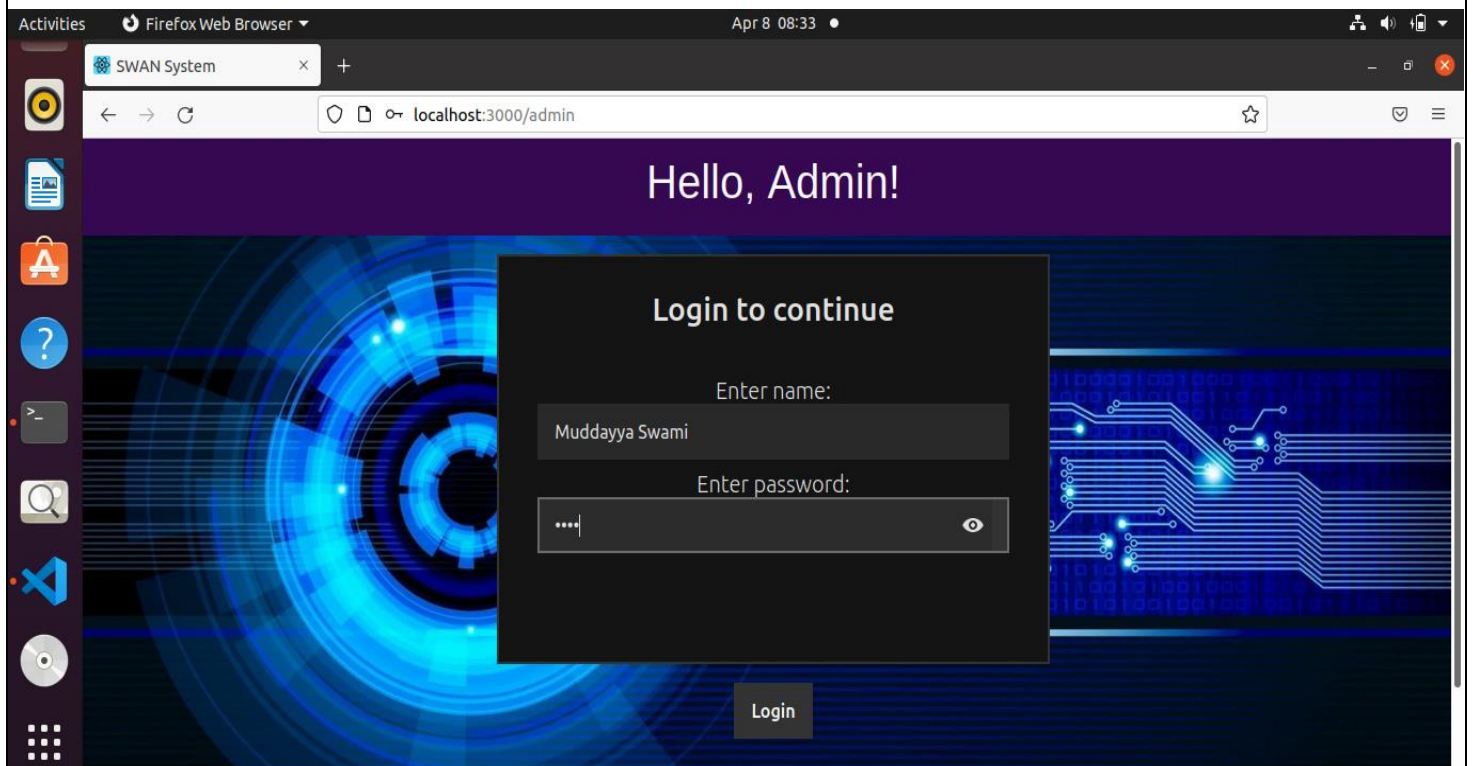 Activities Firefox Web Browser Apr 8 08:33
SWAN System
localhost:3000/admin
Hello, Admin!
Login to continue
Enter name:
Muddayya Swami
Enter password:
••••
Login